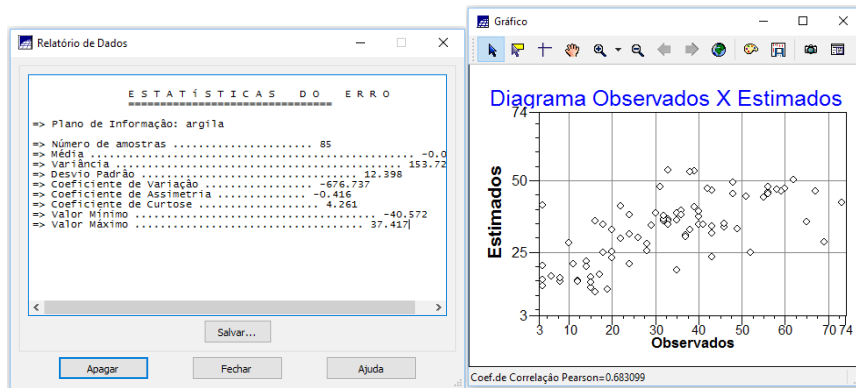 Relatório de Dados
E S T A T í S T I C A S   D O   E R R O
================================
=> Plano de Informação: argila
=> Número de amostras ..................... 85
=> Média ................................................. -0.0
=> Variância ............................................... 153.72
=> Desvio Padrão .................................. 12.398
=> Coeficiente de Variação ................ -676.737
=> Coeficiente de Assimetria ........... -0.416
=> Coeficiente de Curtose .................. 4.261
=> Valor Mínimo ..................................... -40.572
=> Valor Máximo ................................... 37.417
Salvar...
Apagar Fechar Ajuda
Gráfico
Diagrama Observados X Estimados
74
50
25
3
Estimados
3 10 20 30 40 50 60 70 74
Observados
Coef.de Correlação Pearson=0.683099